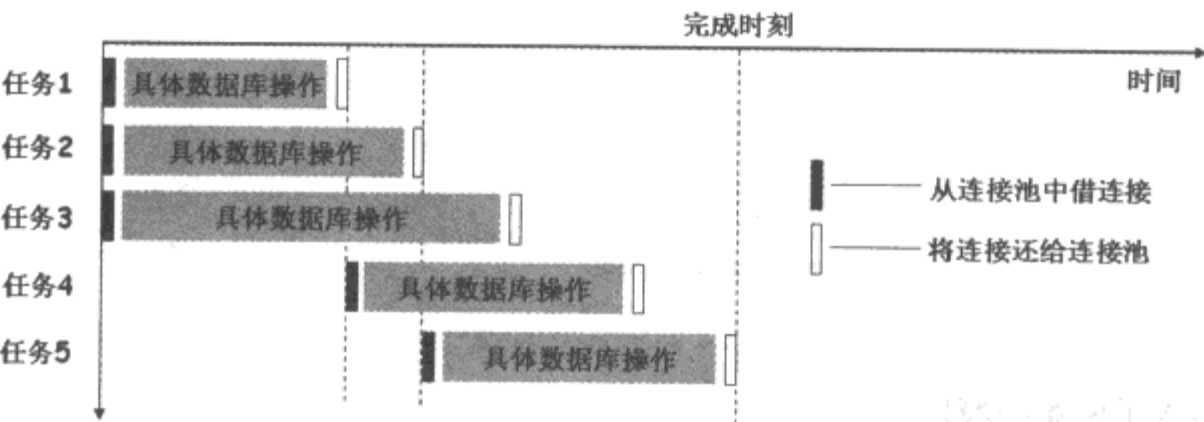 完成时刻
时间
任务1
具体数据库操作
任务2
具体数据库操作
任务3
具体数据库操作
从连接池中借连接
将连接还给连接池
任务4
具体数据库操作
任务5
具体数据库操作